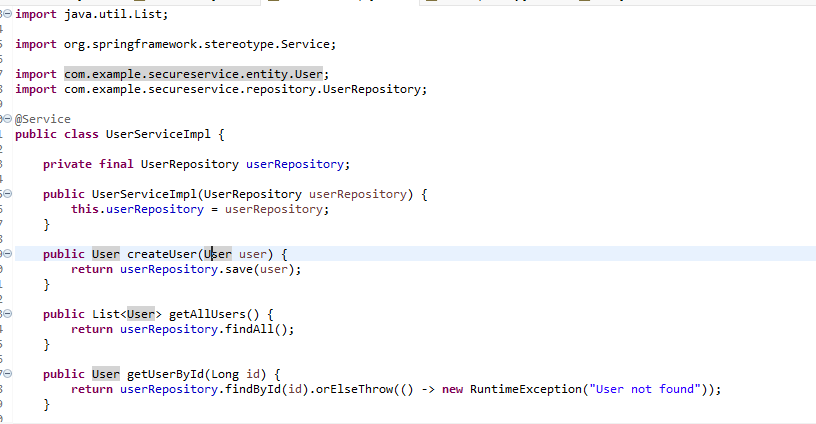 import java.util.List;
import org.springframework.stereotype.Service;
import com.example.secureservice.entity.User;
import com.example.secureservice.repository.UserRepository;
@Service
public class UserServiceImpl {
private final UserRepository userRepository;
public UserServiceImpl(UserRepository userRepository) {
this.userRepository = userRepository;
}
public User createUser(User user) {
return userRepository.save(user);
}
public List<User> getAllUsers() {
return userRepository.findAll();
}
public User getUserById(Long id) {
return userRepository.findById(id).orElseThrow(() -> new RuntimeException("User not found"));
}